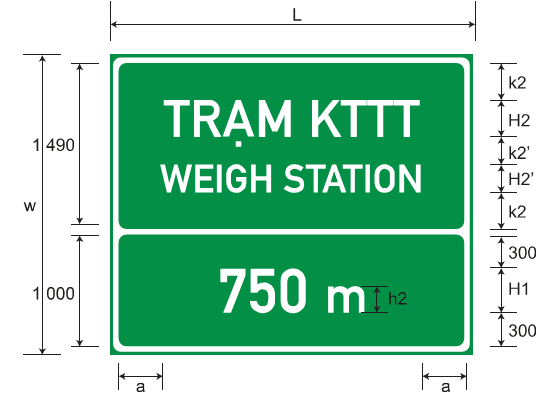 L
k2
TRẠM KTTT
H2
1 490
k2'
WEIGH STATION
H2'
w
k2
300
750 m
h2
1 000
H1
300
a
a